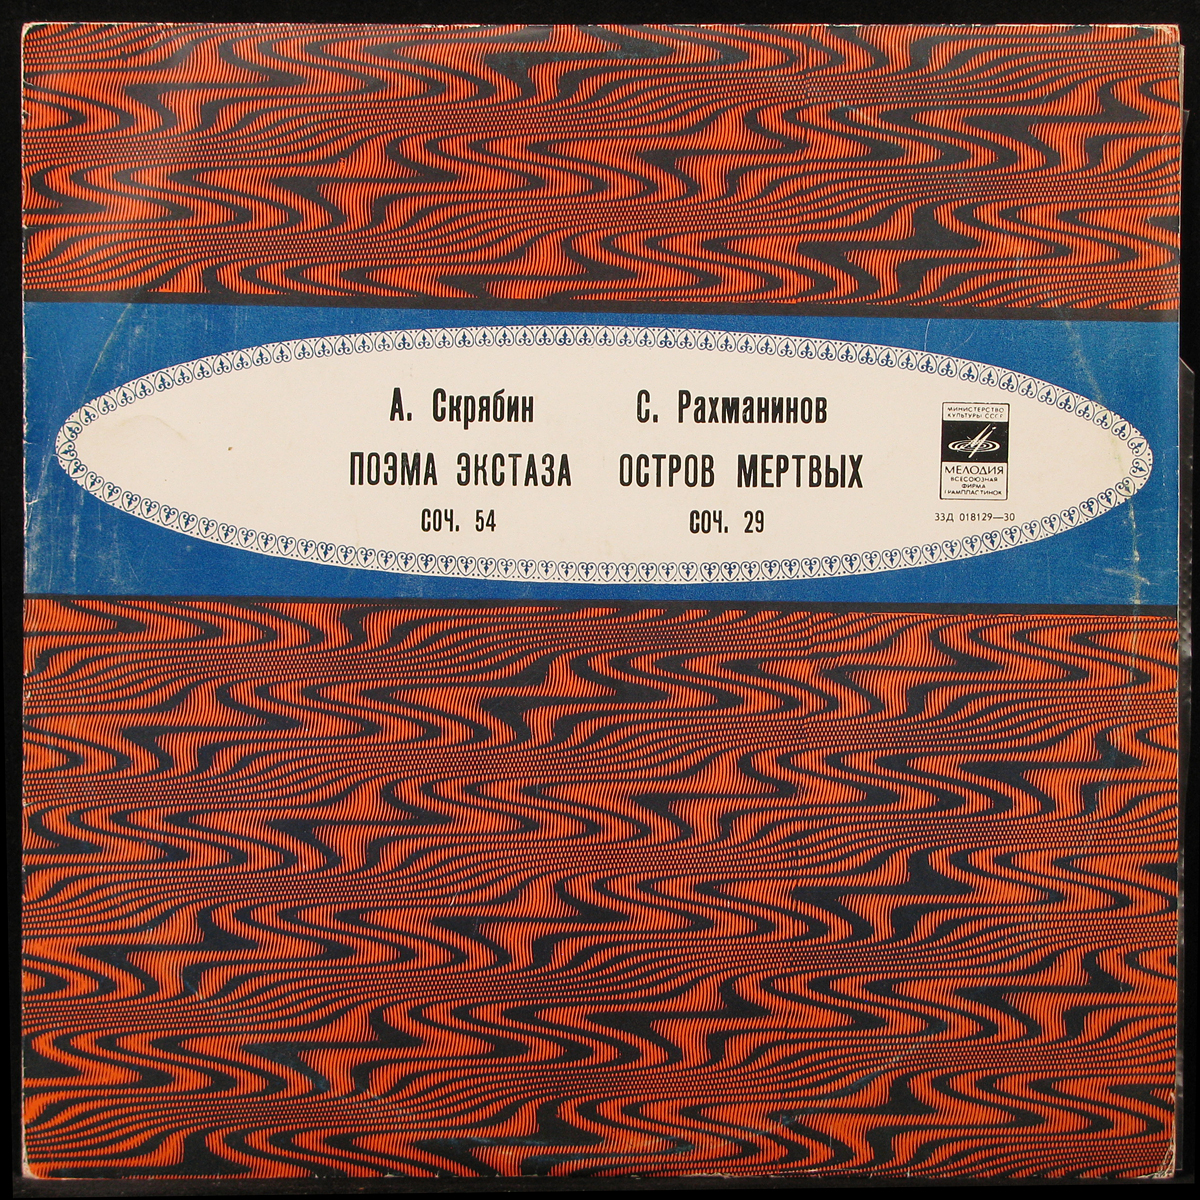 А. Скрябин
ПОЭМА ЭКСТАЗА
СОЧ. 54
С. Рахманинов
ОСТРОВ МЕРТВЫХ
СОЧ. 29
МИНИСТЕРСТВО
КУЛЬТУРЫ СССР
МЕЛОДИЯ
ВСЕСОЮЗНАЯ
ФИРМА
ГРАМПЛАСТИНОК
33Д 018129—30